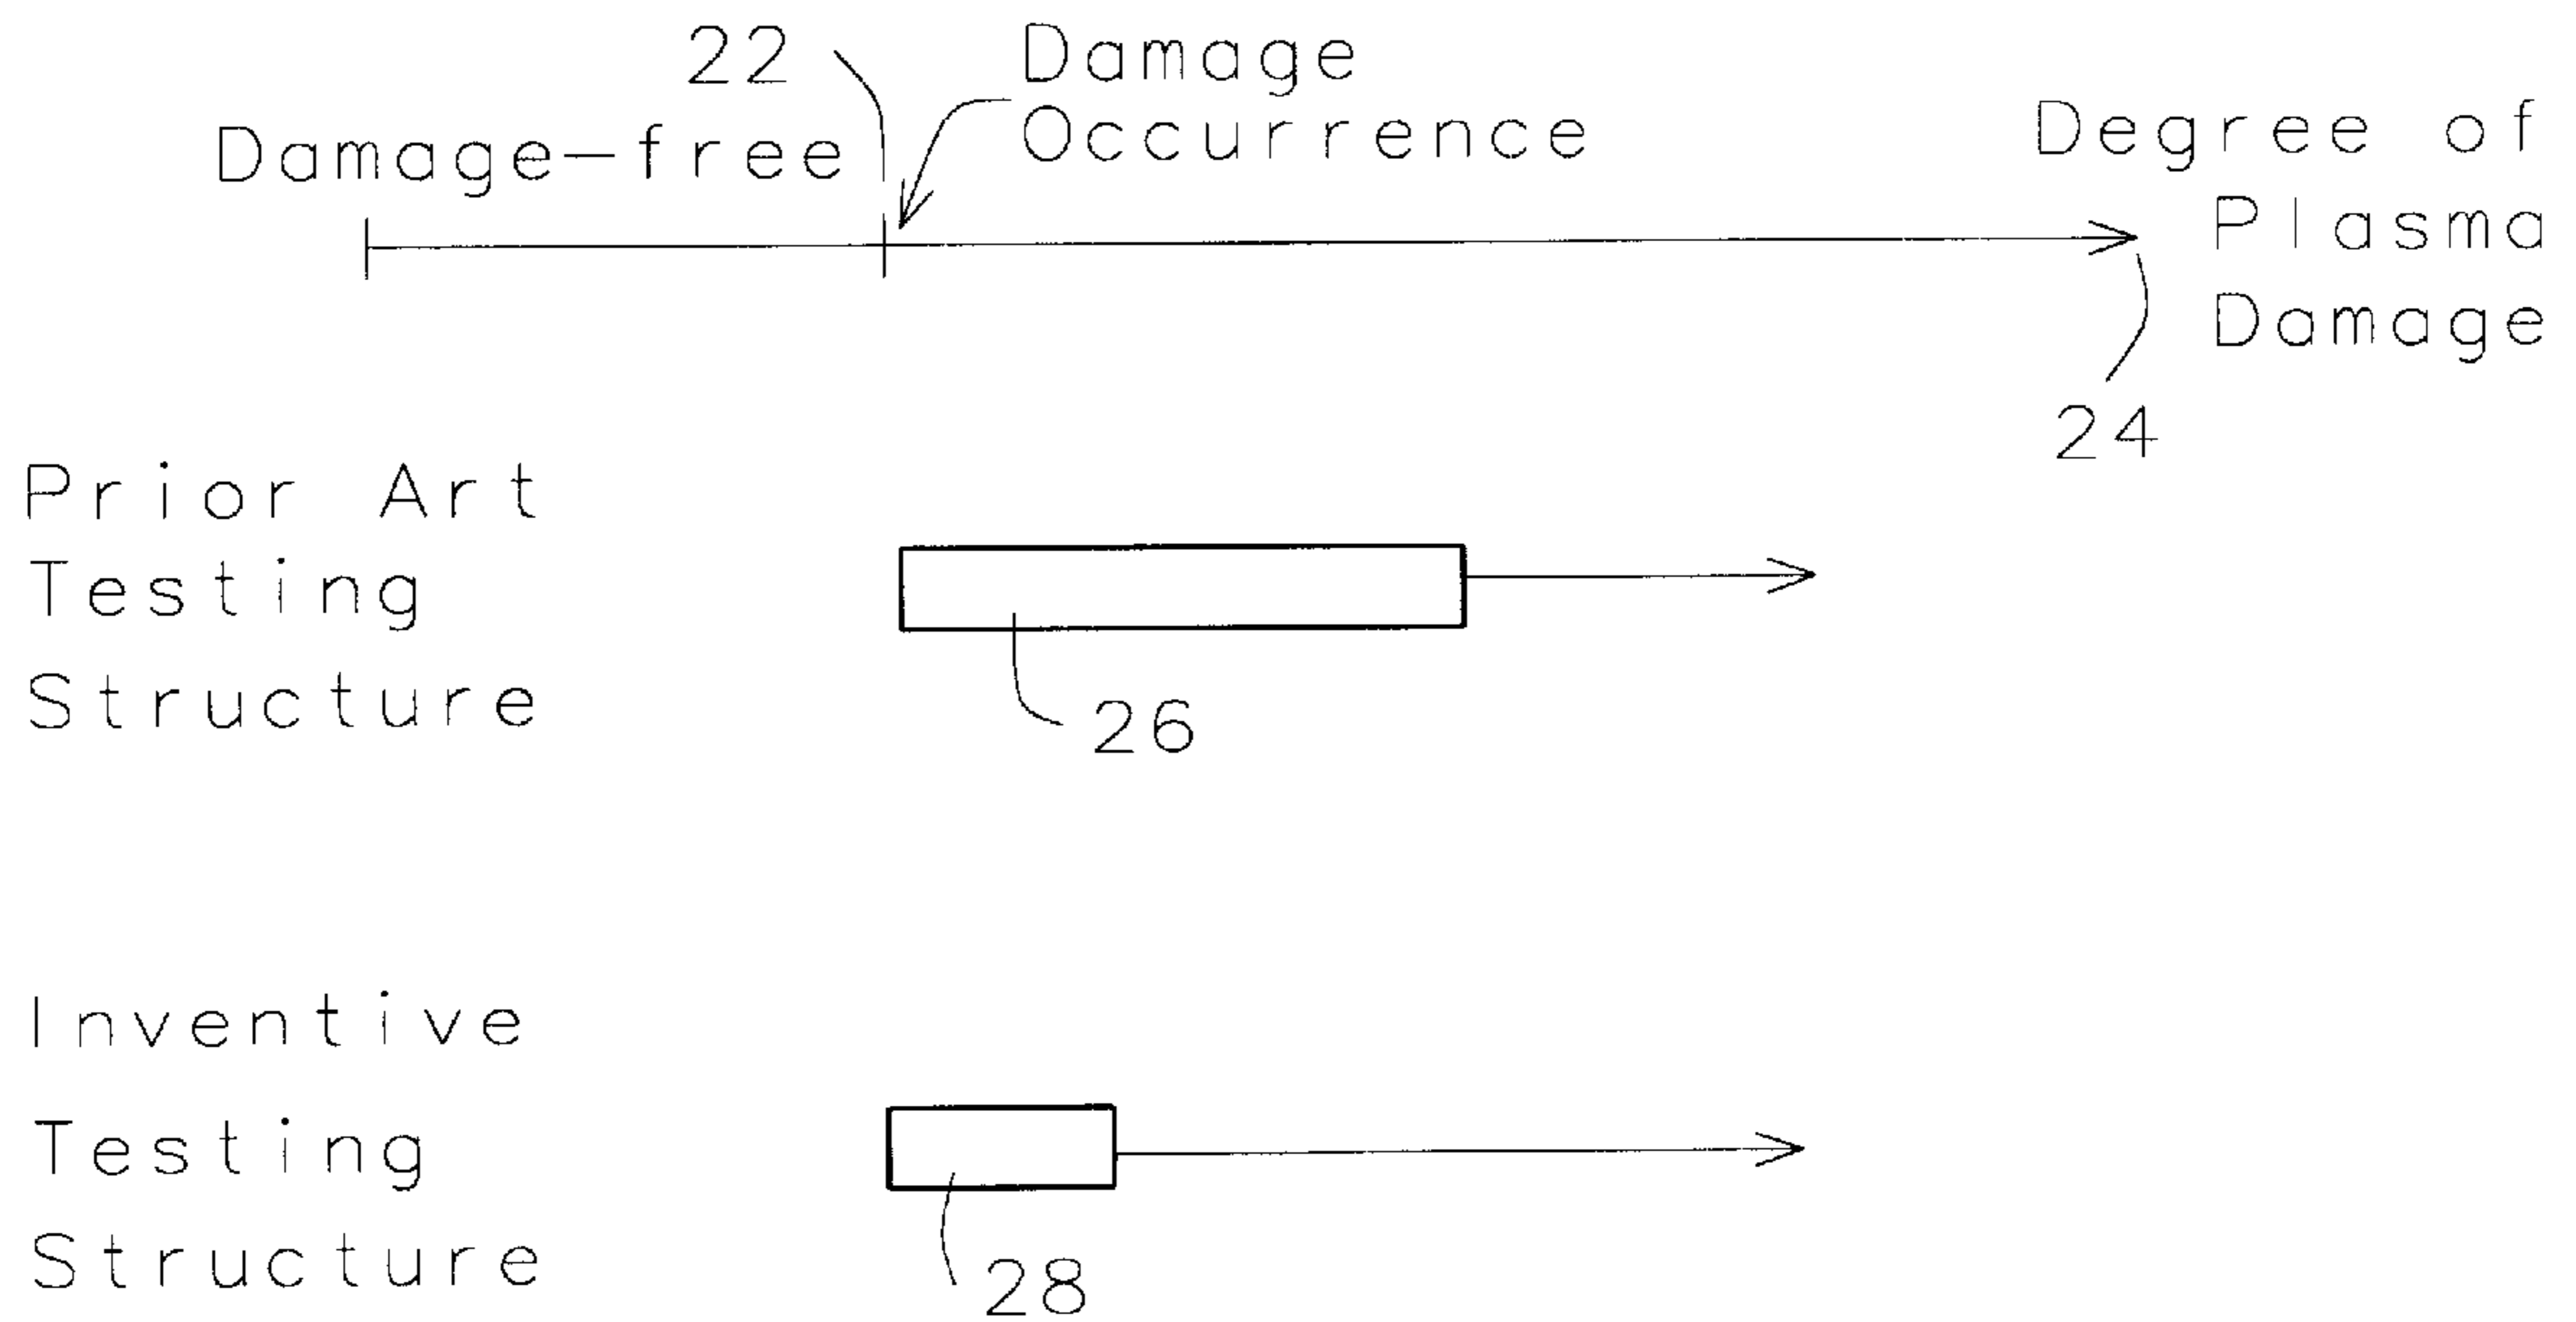 22
Damage
Occurrence
Damage-free
Degree of
Plasma
Damage
24
Prior Art
Testing
Structure
26
Inventive
Testing
Structure
28